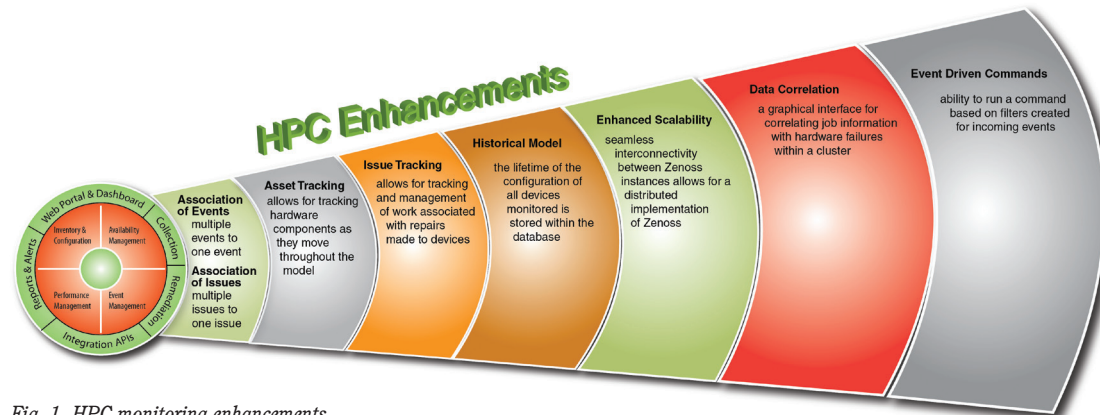 HPC Enhancements
Web Portal & Dashboard
Collection
Remediation
Integration APIs
Reports & Alerts
Inventory &
Configuration
Availability
Management
Performance
Management
Event
Management
Association
of Events
multiple
events to
one event
Association
of Issues
multiple
issues to
one issue
Asset Tracking
allows for tracking
hardware
components as
they move
throughout the
model
Issue Tracking
allows for tracking
and management
of work associated
with repairs
made to devices
Historical Model
the lifetime of the
configuration of
all devices
monitored is
stored within the
database
Enhanced Scalability
seamless
interconnectivity
between Zenoss
instances allows for a
distributed
implementation
of Zenoss
Data Correlation
a graphical interface for
correlating job information
with hardware failures
within a cluster
Event Driven Commands
ability to run a command
based on filters created
for incoming events
Fig. 1. HPC monitoring enhancements